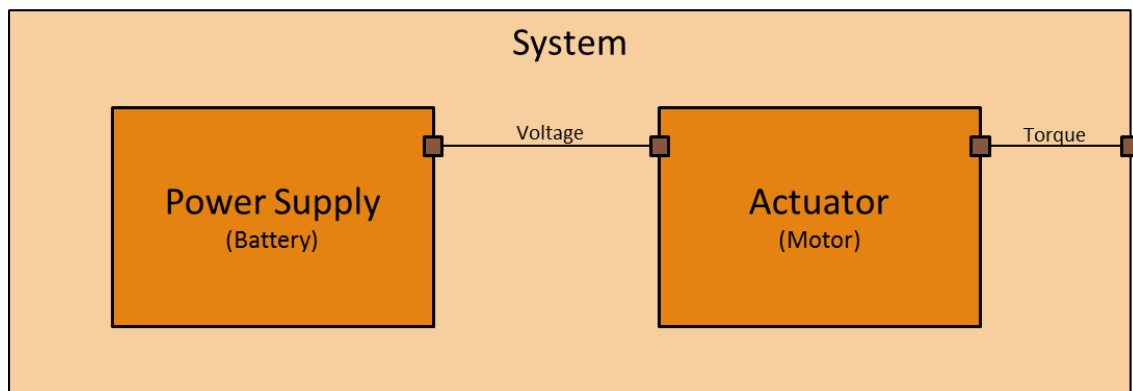 System
Voltage
Torque
Power Supply
(Battery)
Actuator
(Motor)